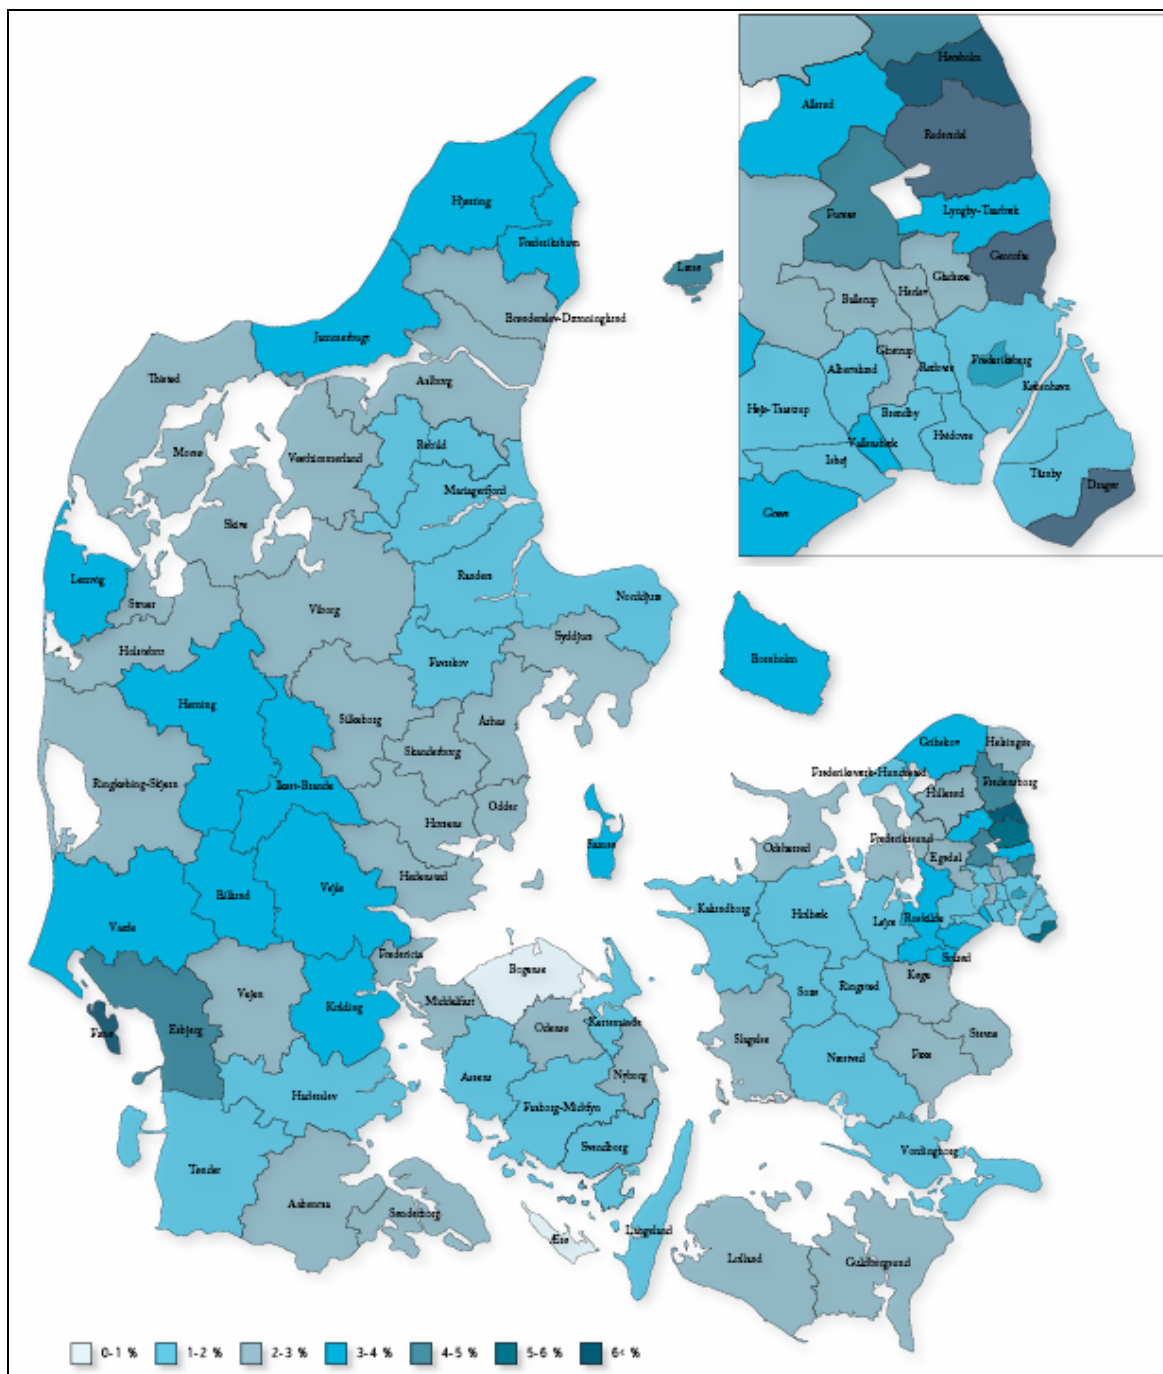 Hørsholm
Allerød
Rudersdal
Hjørring
Furesø
Lyngby-Taarbæk
Frederikshavn
Gentofte
Læsø
Gladsaxe
Ballerup
Herlev
Brønderslev-Dronninglund
Jammerbugt
Glostrup
Frederiksberg
Thisted
Albertslund
Rødovre
Aalborg
København
Høje-Taastrup
Brøndby
Rebild
Vallensbæk
Hvidovre
Morsø
Vesthimmerland
Ishøj
Tårnby
Mariagerfjord
Dragør
Greve
Skive
Lemvig
Randers
Struer
Viborg
Norddjurs
Syddjurs
Holstebro
Favrskov
Bornholm
Herning
Silkeborg
Århus
Gribskov
Helsingør
Skanderborg
Frederiksværk-Hundested
Fredensborg
Ringkøbing-Skjern
Ikast-Brande
Hillerød
Odder
Horsens
Frederikssund
Samsø
Odsherred
Egedal
Hedensted
Billund
Vejle
Kalundborg
Holbæk
Lejre
Roskilde
Varde
Fredericia
Solrød
Bogense
Køge
Vejen
Sorø
Ringsted
Kolding
Middelfart
Kerteminde
Fanø
Esbjerg
Odense
Slagelse
Stevns
Næstved
Faxe
Assens
Nyborg
Haderslev
Faaborg-Midtfyn
Svendborg
Vordingborg
Tønder
Aabenraa
Sønderborg
Langeland
Ærø
Lolland
Guldborgsund
0-1 % 1-2 % 2-3 % 3-4 % 4-5 % 5-6 % 6< %